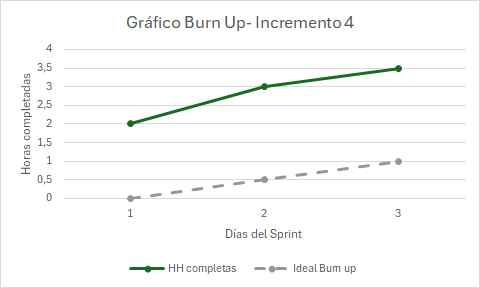 Gráfico Burn Up- Incremento 4
Horas completadas
4
3,5
3
2,5
2
1,5
1
0,5
0
1 2 3
Días del Sprint
HH completas Ideal Burn up